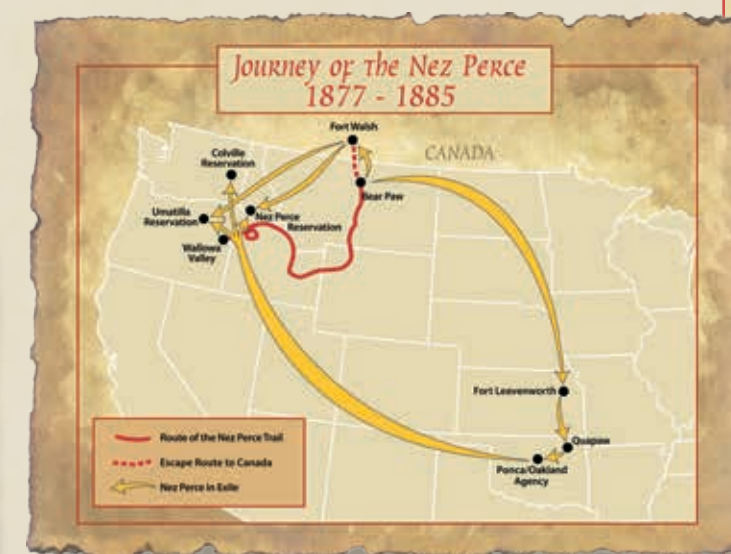 Journey of the Nez Perce
1877 - 1885
Fort Walsh
CANADA
Colville
Reservation
Bear Paw
Umatilla
Reservation
Nez Perce
Reservation
Wallowa
Valley
Fort Leavenworth
Quapaw
Ponca/Oakland
Agency
Route of the Nez Perce Trail
Escape Route to Canada
Nez Perce in Exile